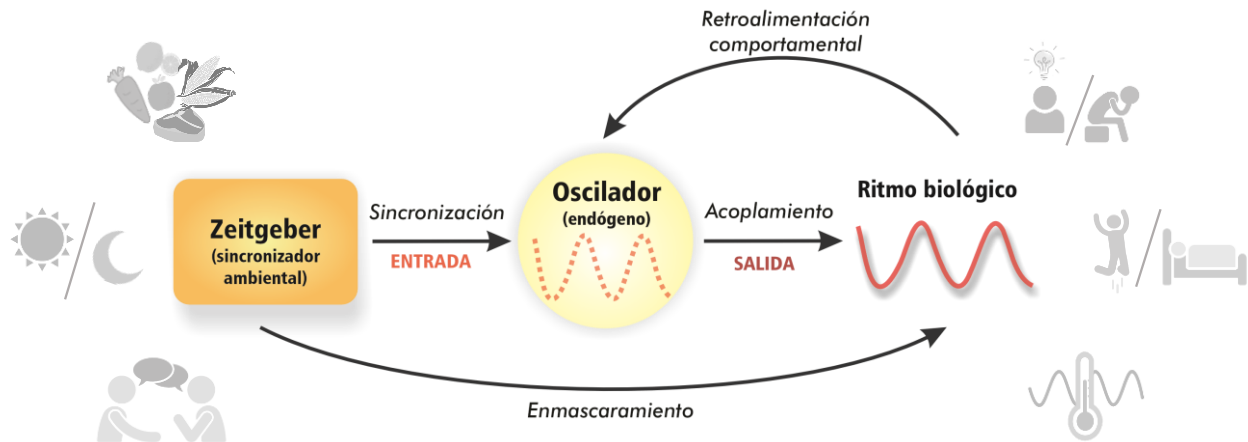 Retroalimentación
comportamental
Zeitgeber
(sincronizador
ambiental)
Sincronización
ENTRADA
Oscilador
(endógeno)
Acoplamiento
SALIDA
Ritmo biológico
Enmascaramiento